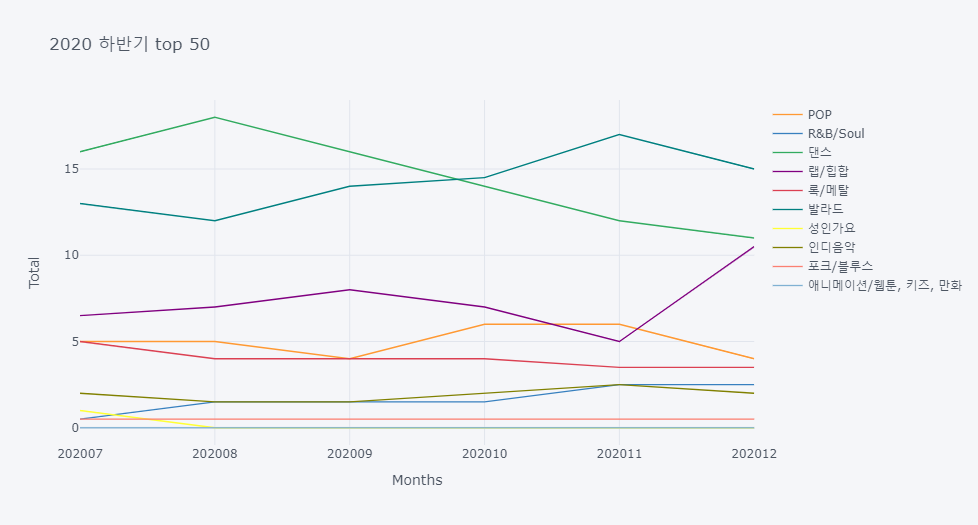 2020 하반기 top 50
Total
15
10
5
0
202007
202008
202009
202010
202011
202012
Months
POP
R&B/Soul
댄스
랩/힙합
록/메탈
발라드
성인가요
인디음악
포크/블루스
애니메이션/웹툰, 키즈, 만화